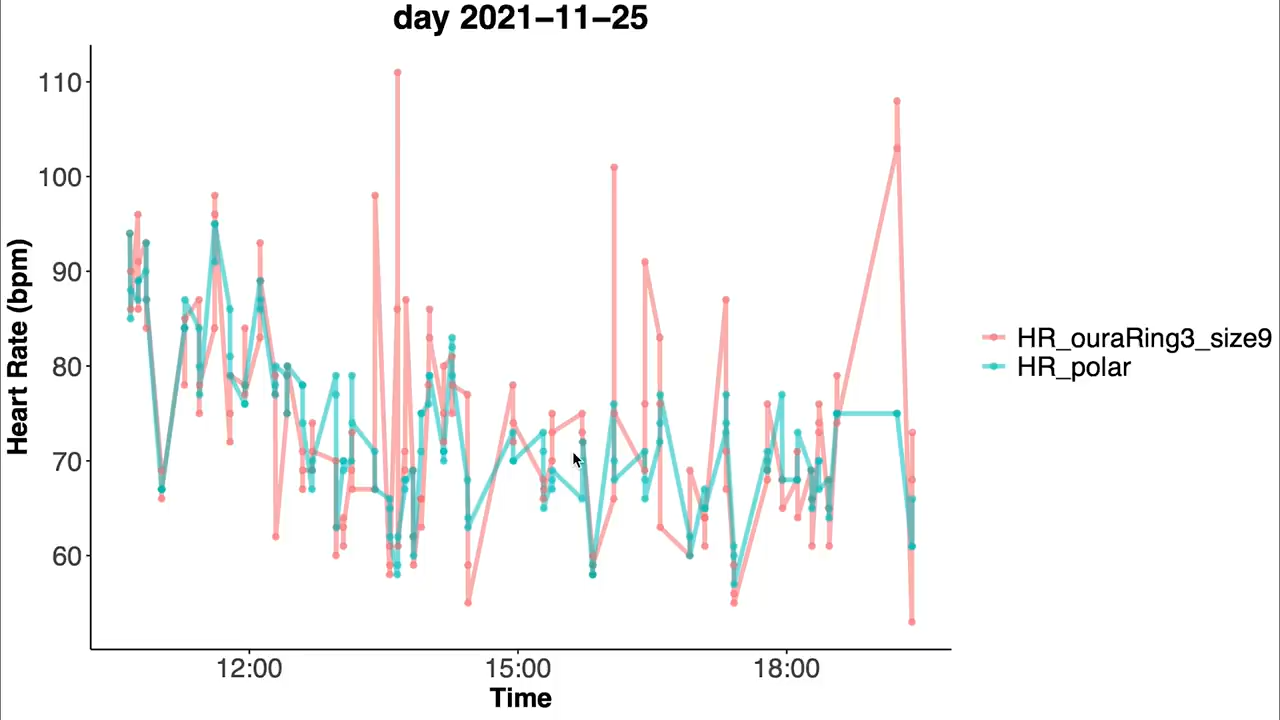 day 2021−11−25
110
100
90
80
70
60
Heart Rate (bpm)
12:00
15:00
18:00
Time
HR_ouraRing3_size9
HR_polar